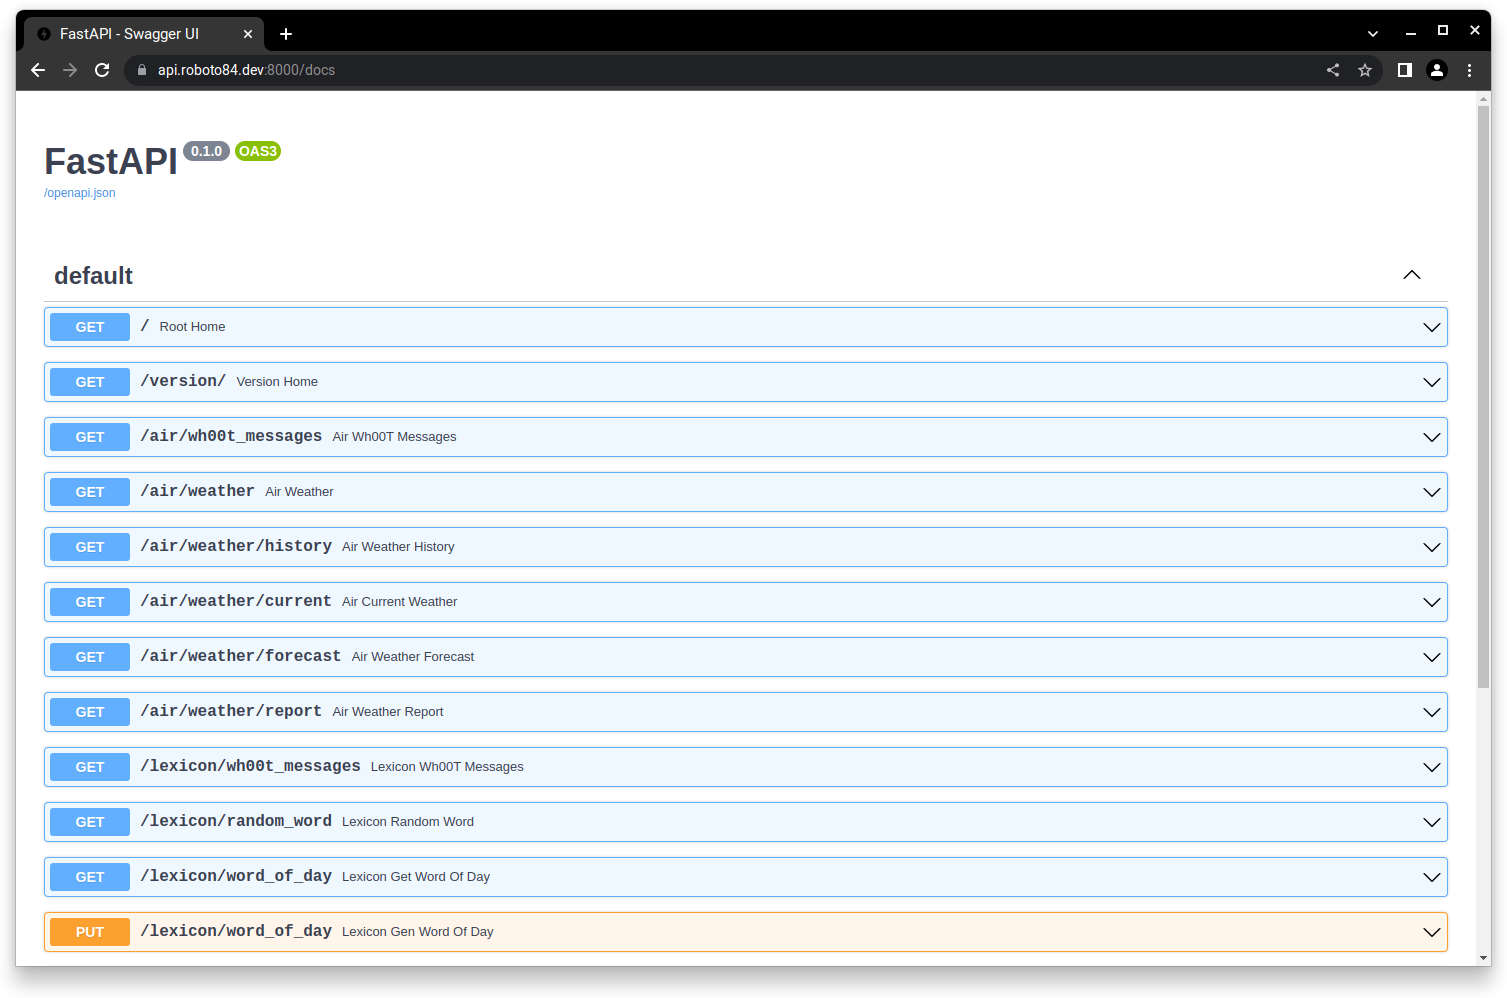 FastAPI - Swagger UI
api.roboto84.dev:8000/docs
FastAPI 0.1.0 OAS3
/openapi.json
default
GET / Root Home
GET /version/ Version Home
GET /air/wh00t_messages Air Wh00T Messages
GET /air/weather Air Weather
GET /air/weather/history Air Weather History
GET /air/weather/current Air Current Weather
GET /air/weather/forecast Air Weather Forecast
GET /air/weather/report Air Weather Report
GET /lexicon/wh00t_messages Lexicon Wh00T Messages
GET /lexicon/random_word Lexicon Random Word
GET /lexicon/word_of_day Lexicon Get Word Of Day
PUT /lexicon/word_of_day Lexicon Gen Word Of Day